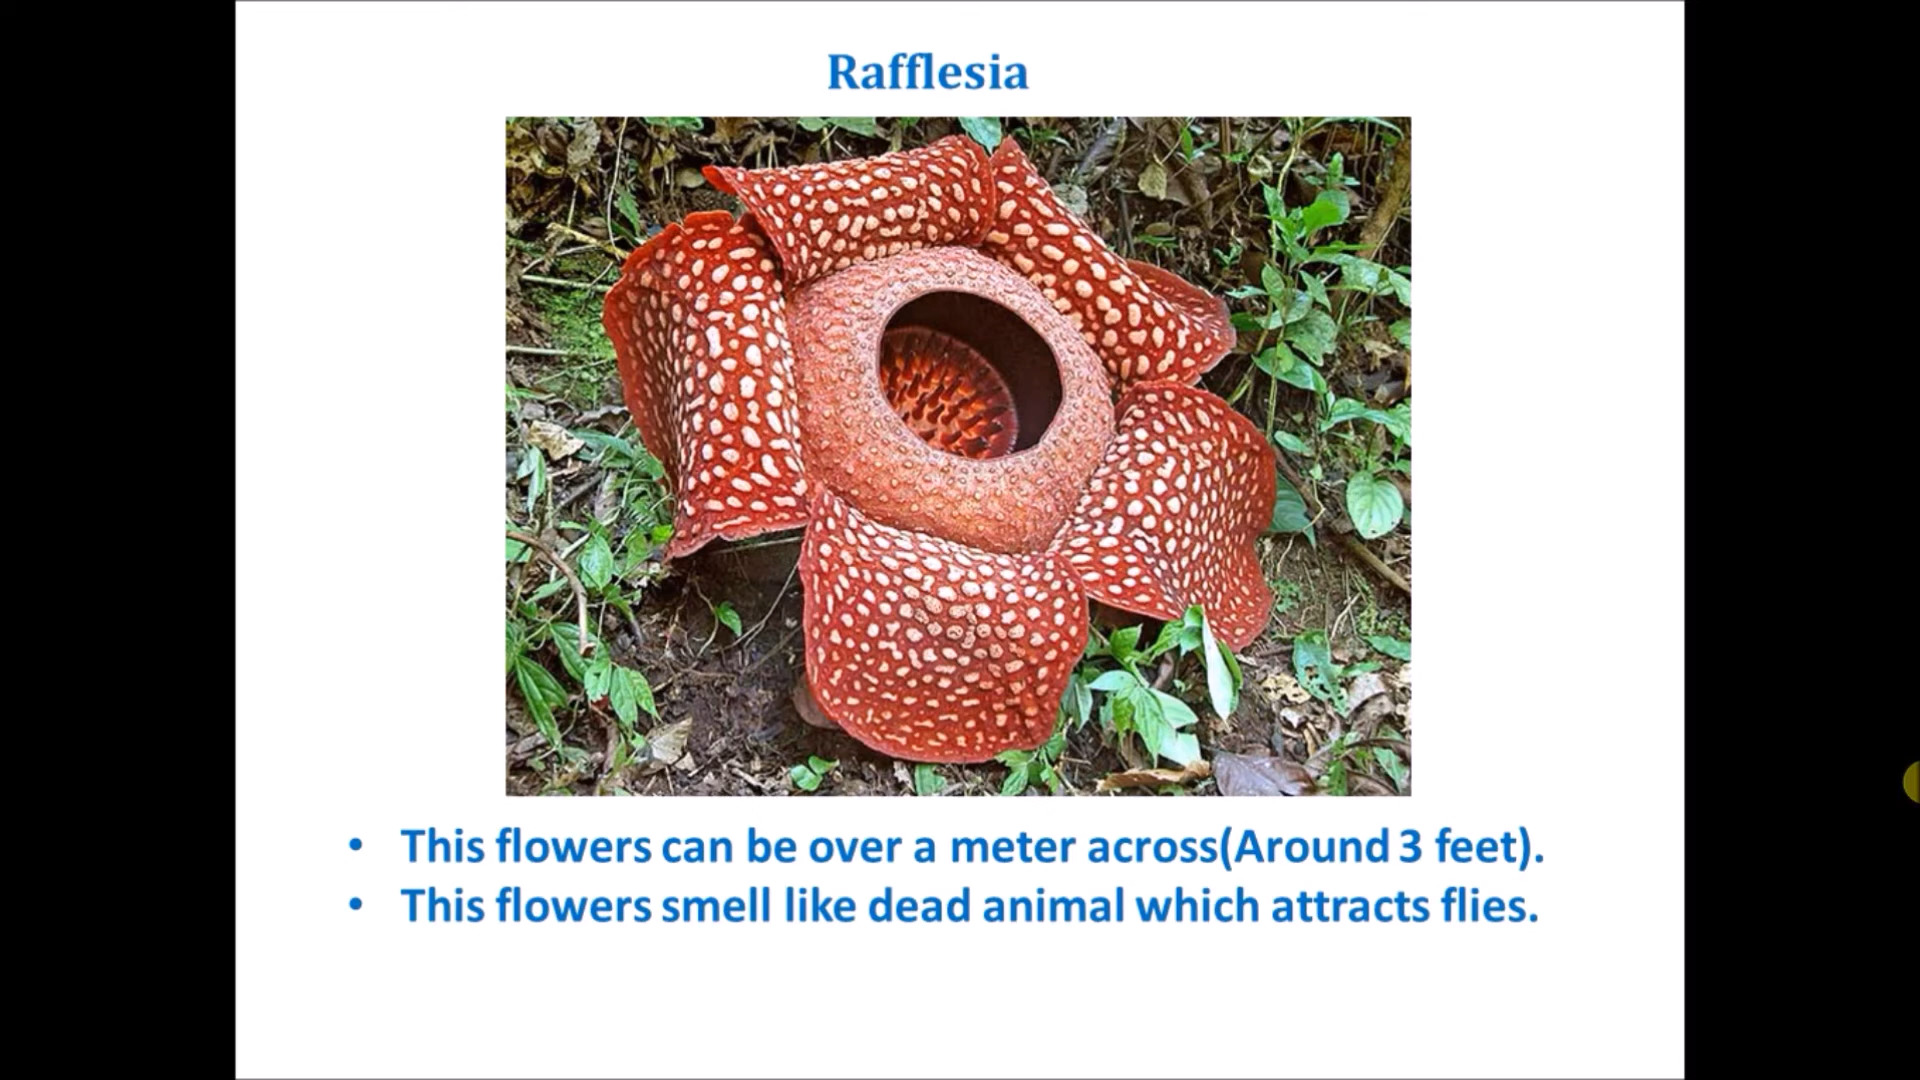 Rafflesia
• This flowers can be over a meter across(Around 3 feet).
• This flowers smell like dead animal which attracts flies.